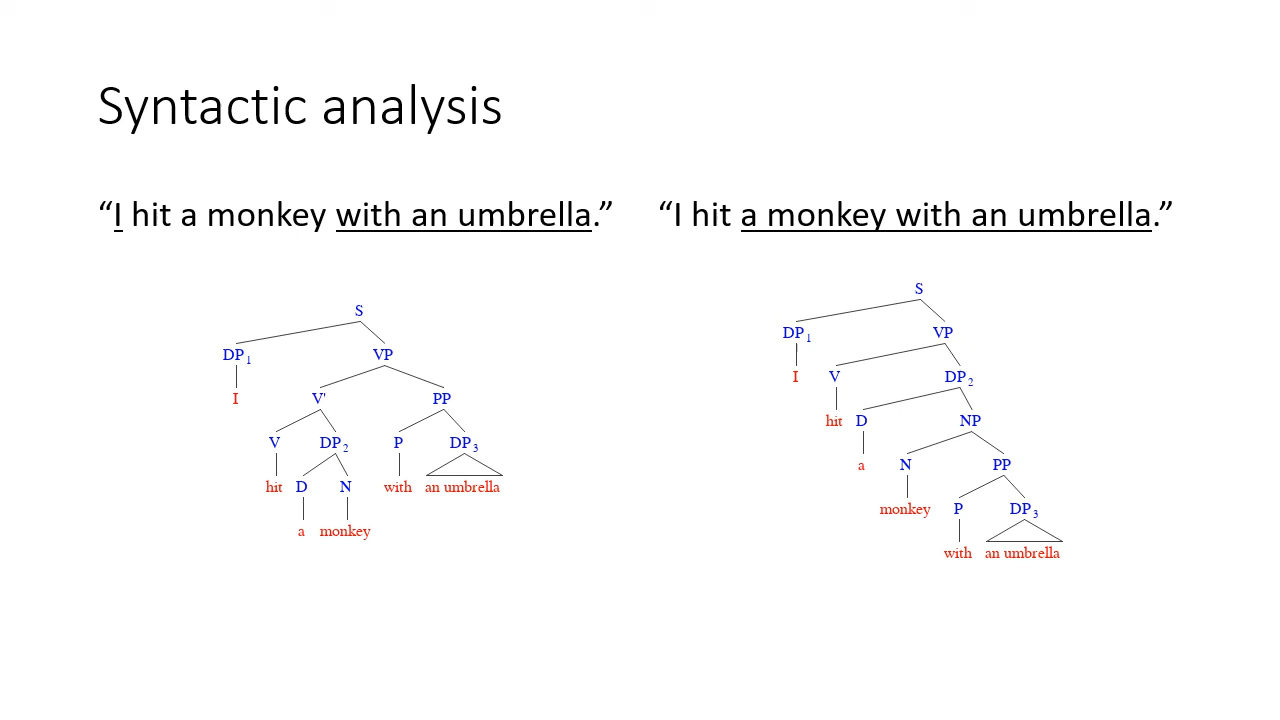 Syntactic analysis
“I hit a monkey with an umbrella.”
“I hit a monkey with an umbrella.”
S
DP1 VP
I V' PP
V DP2 P DP3
hit D N with an umbrella
a monkey
S
DP1 VP
I V DP2
hit D NP
a N PP
monkey P DP3
with an umbrella